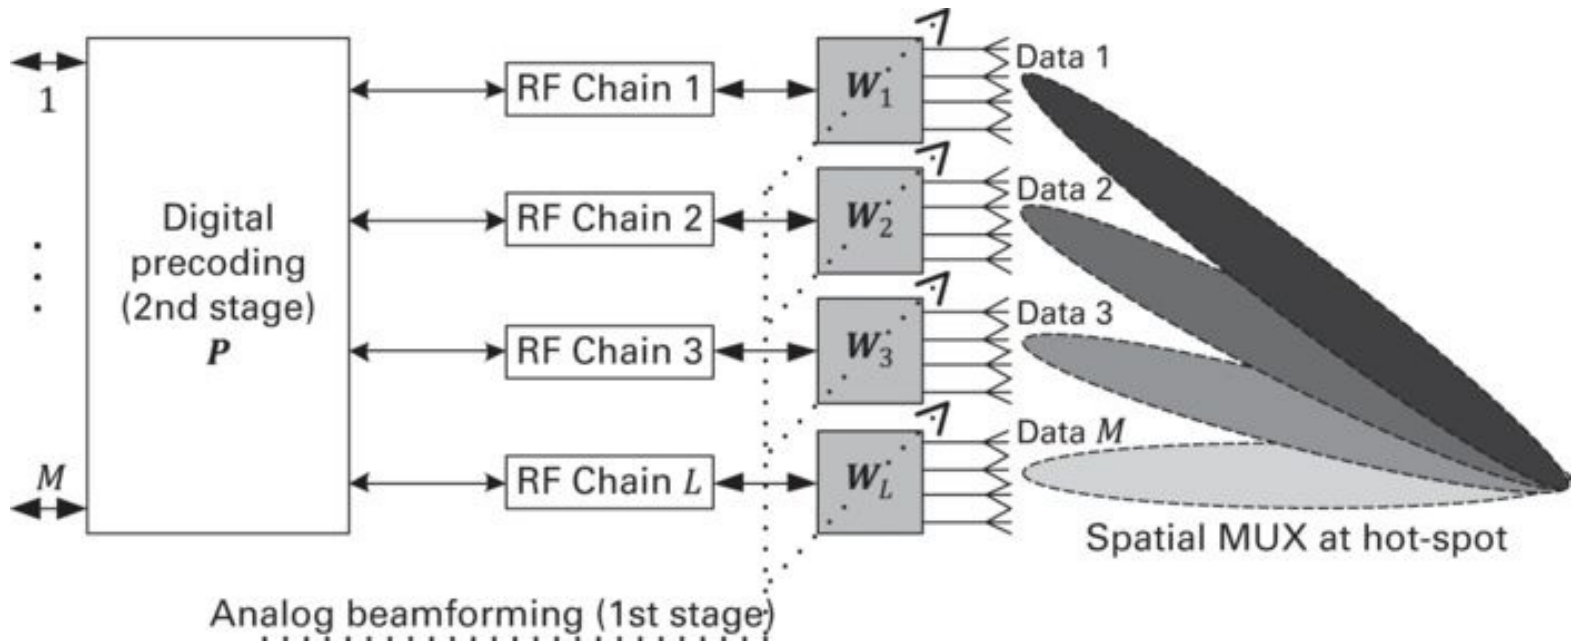 1
M
Digital
precoding
(2nd stage)
P
RF Chain 1
RF Chain 2
RF Chain 3
RF Chain L
W₁
W₂
W₃
W_L
Data 1
Data 2
Data 3
Data M
Spatial MUX at hot-spot
Analog beamforming (1st stage)